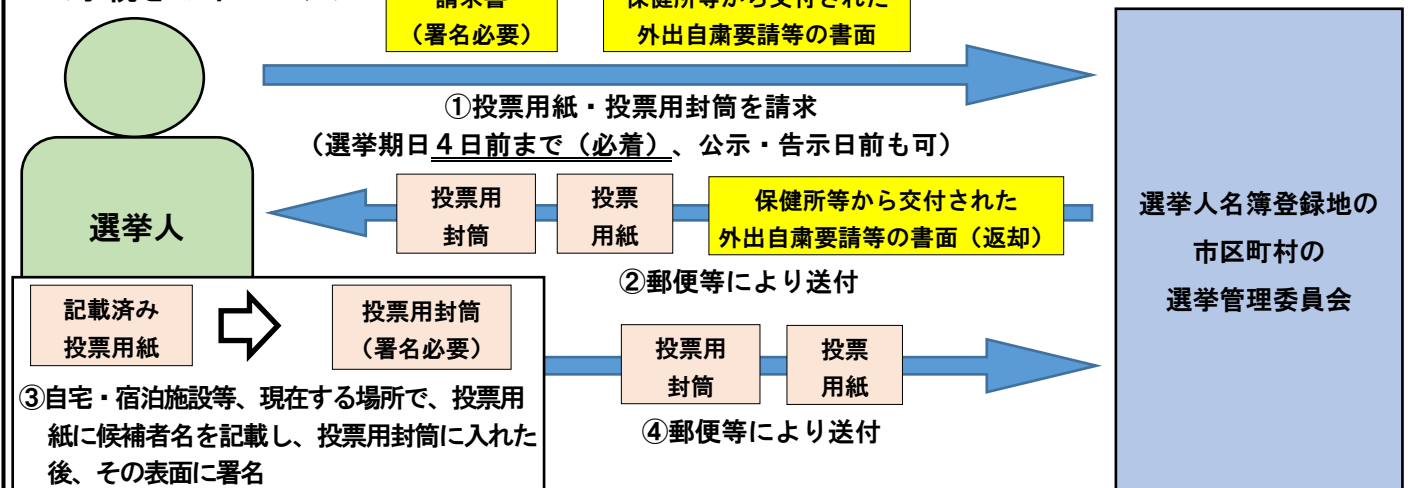 請求書
（署名必要）
保健所等から交付された
外出自粛要請等の書面
①投票用紙・投票用封筒を請求
（選挙期日４日前まで（必着）、公示・告示日前も可）
選挙人
投票用
封筒
投票
用紙
保健所等から交付された
外出自粛要請等の書面（返却）
②郵便等により送付
選挙人名簿登録地の
市区町村の
選挙管理委員会
記載済み
投票用紙
投票用封筒
（署名必要）
③自宅・宿泊施設等、現在する場所で、投票用
紙に候補者名を記載し、投票用封筒に入れた
後、その表面に署名
投票用
封筒
投票
用紙
④郵便等により送付